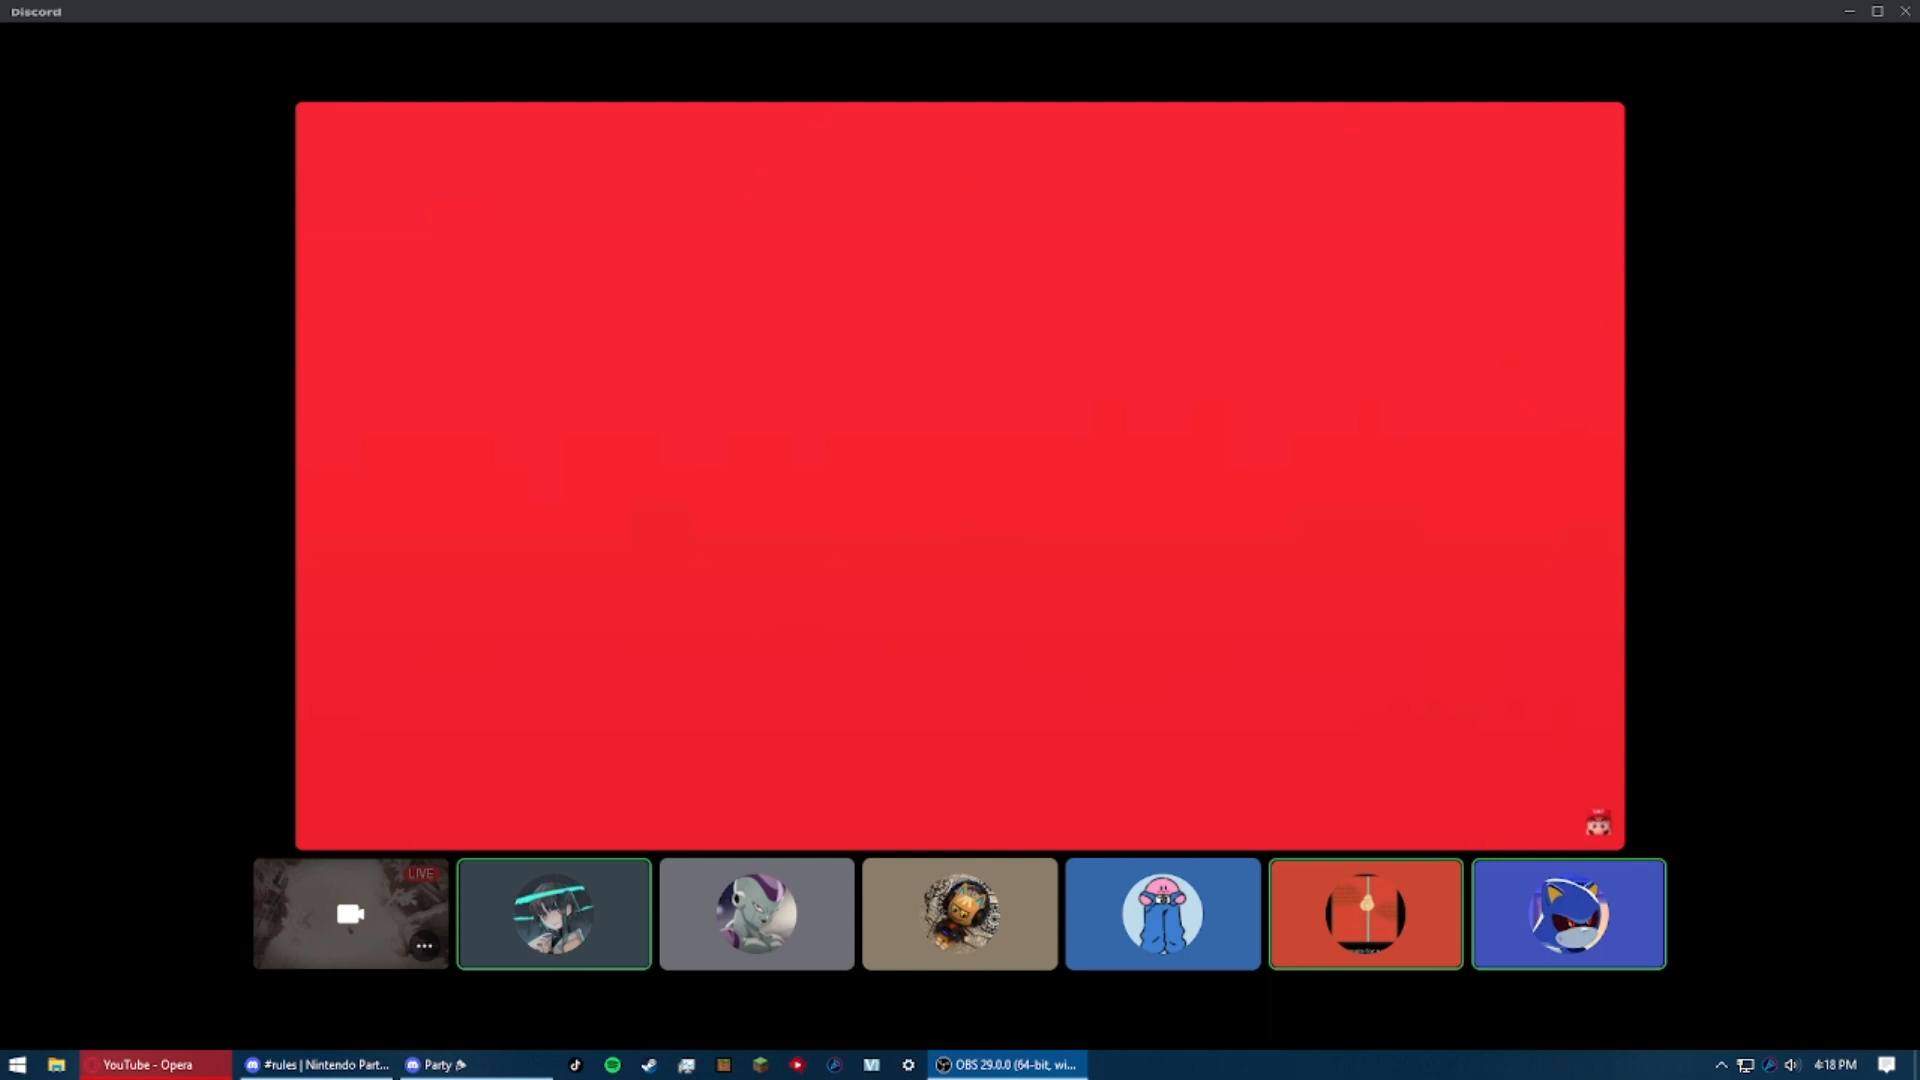 Discord
LIVE
YouTube - Opera
#rules | Nintendo Part...
Party
OBS 29.0.0 (64-bit, wi...
4:18 PM